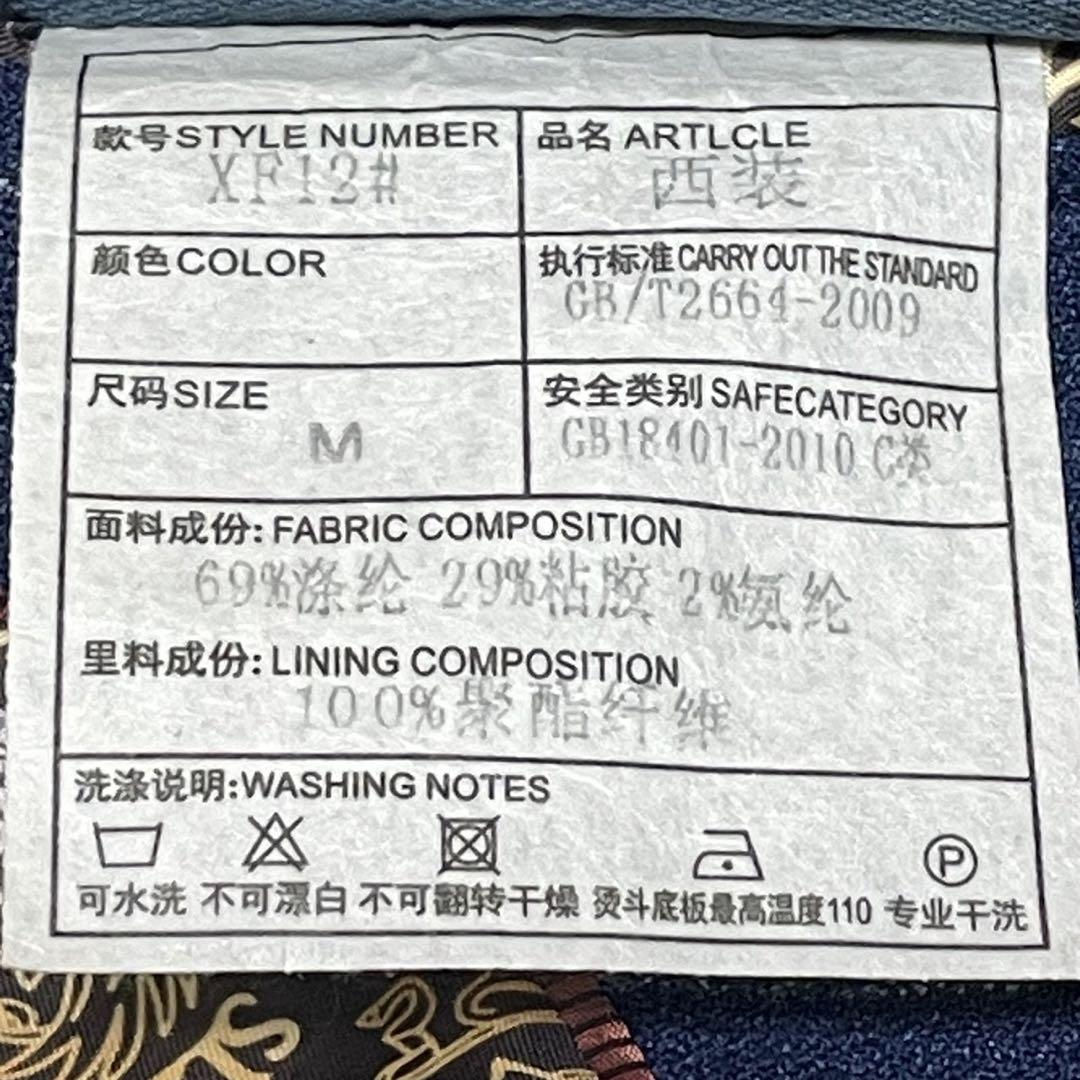 款号STYLE NUMBER
XF12#
品名 ARTLCLE
西装
颜色COLOR
执行标准CARRY OUT THE STANDARD
GB/T2664-2009
尺码SIZE
M
安全类别 SAFECATEGORY
GB18401-2010 C类
面料成份: FABRIC COMPOSITION
69%涤纶 29%粘胶 2%氨纶
里料成份: LINING COMPOSITION
100%聚酯纤维
洗涤说明:WASHING NOTES
P
可水洗 不可漂白 不可翻转干燥 烫斗底板最高温度110 专业干洗